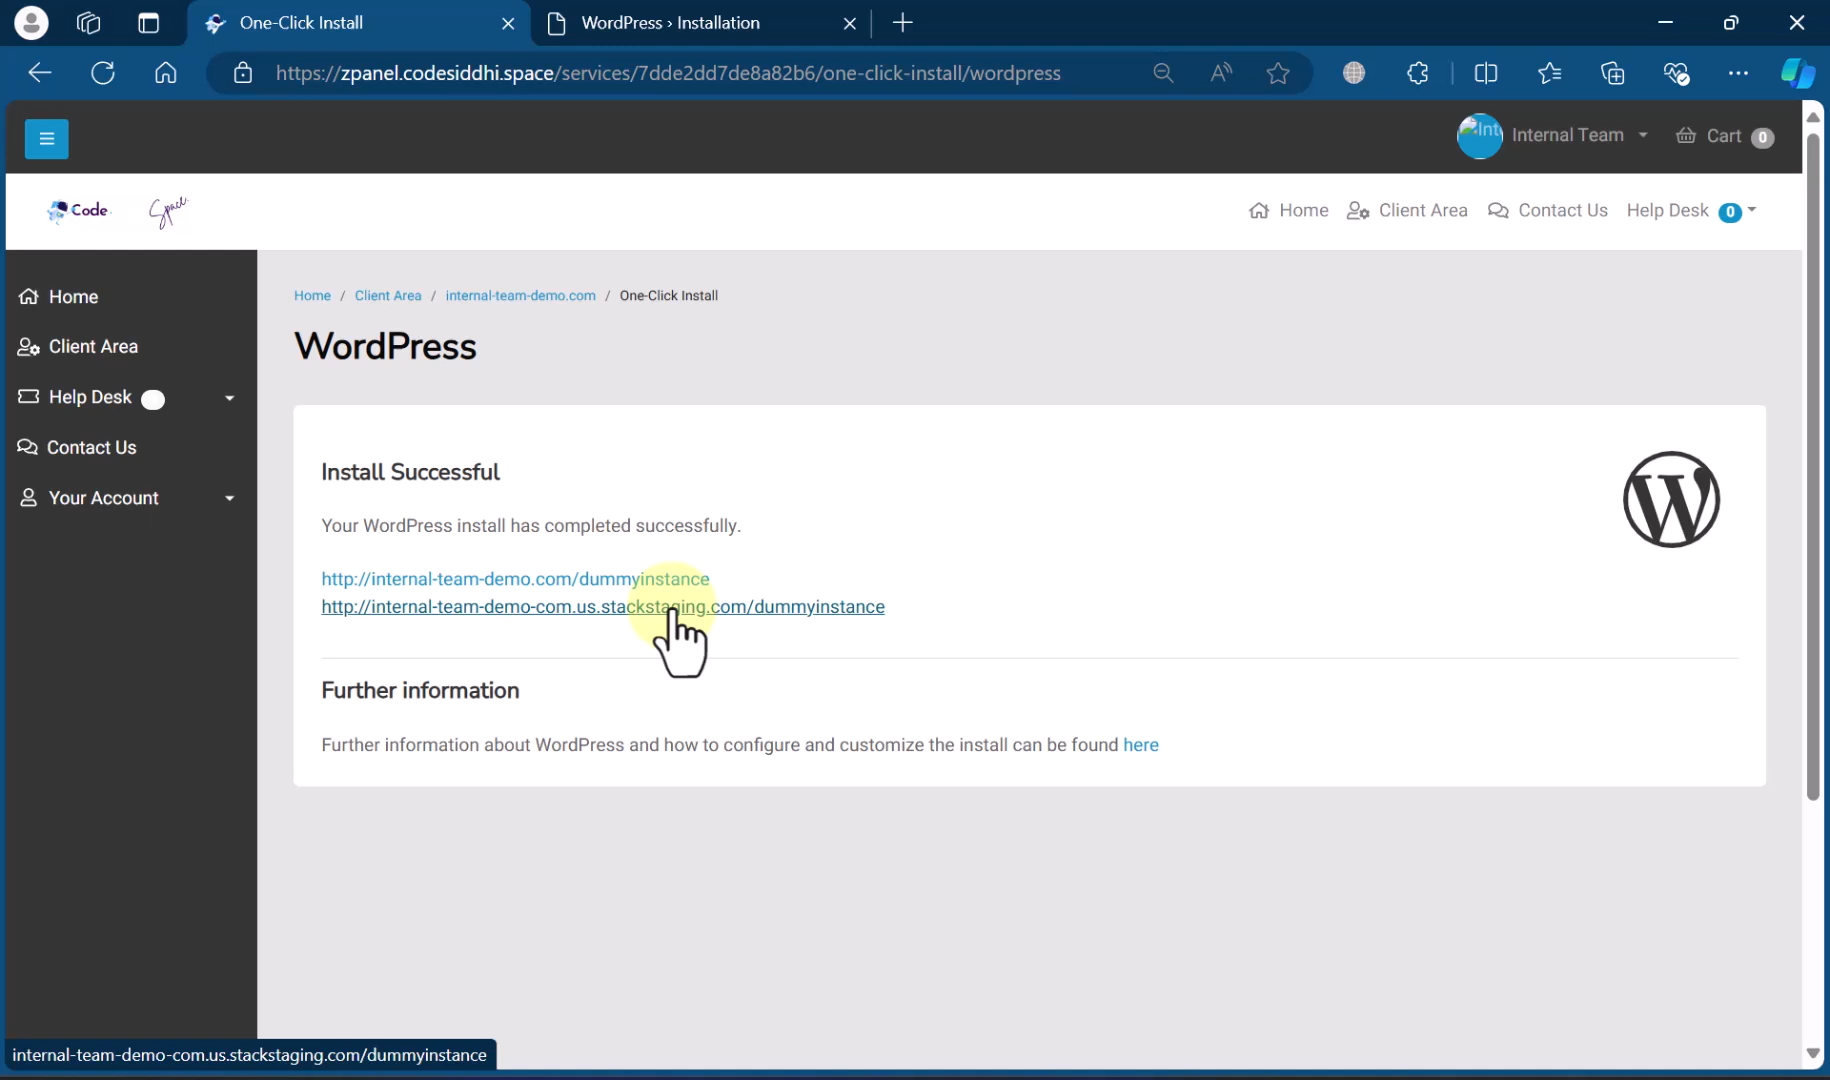 One-Click Install
WordPress › Installation
https://zpanel.codesiddhi.space/services/7dde2dd7de8a82b6/one-click-install/wordpress
Internal Team
Cart 0
Code
Space
Home
Client Area
Contact Us
Help Desk 0
Home
Client Area
Help Desk
Contact Us
Your Account
Home / Client Area / internal-team-demo.com / One-Click Install
WordPress
Install Successful
Your WordPress install has completed successfully.
http://internal-team-demo.com/dummyinstance
http://internal-team-demo-com.us.stackstaging.com/dummyinstance
Further information
Further information about WordPress and how to configure and customize the install can be found here
internal-team-demo-com.us.stackstaging.com/dummyinstance